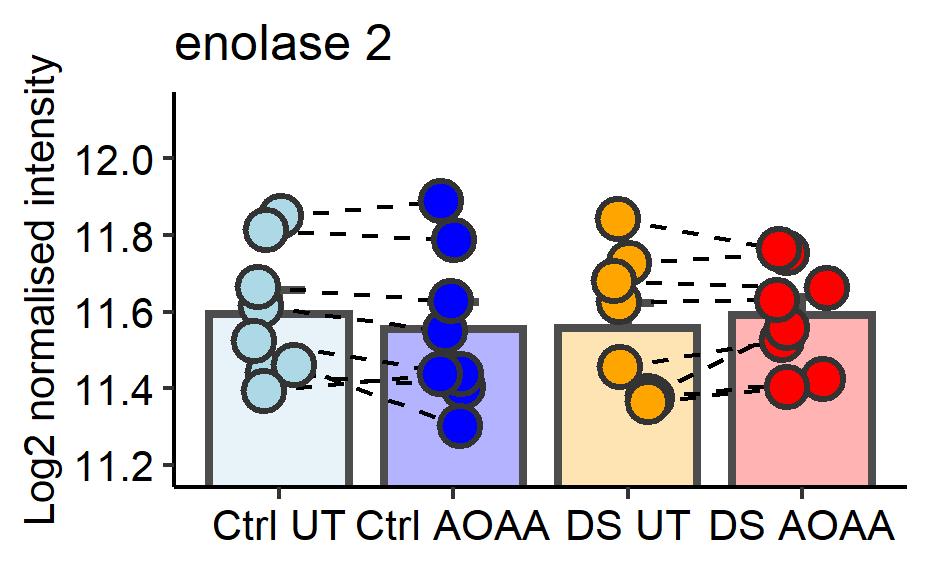 enolase 2
Log2 normalised intensity
12.0
11.8
11.6
11.4
11.2
Ctrl UT Ctrl AOAA DS UT DS AOAA